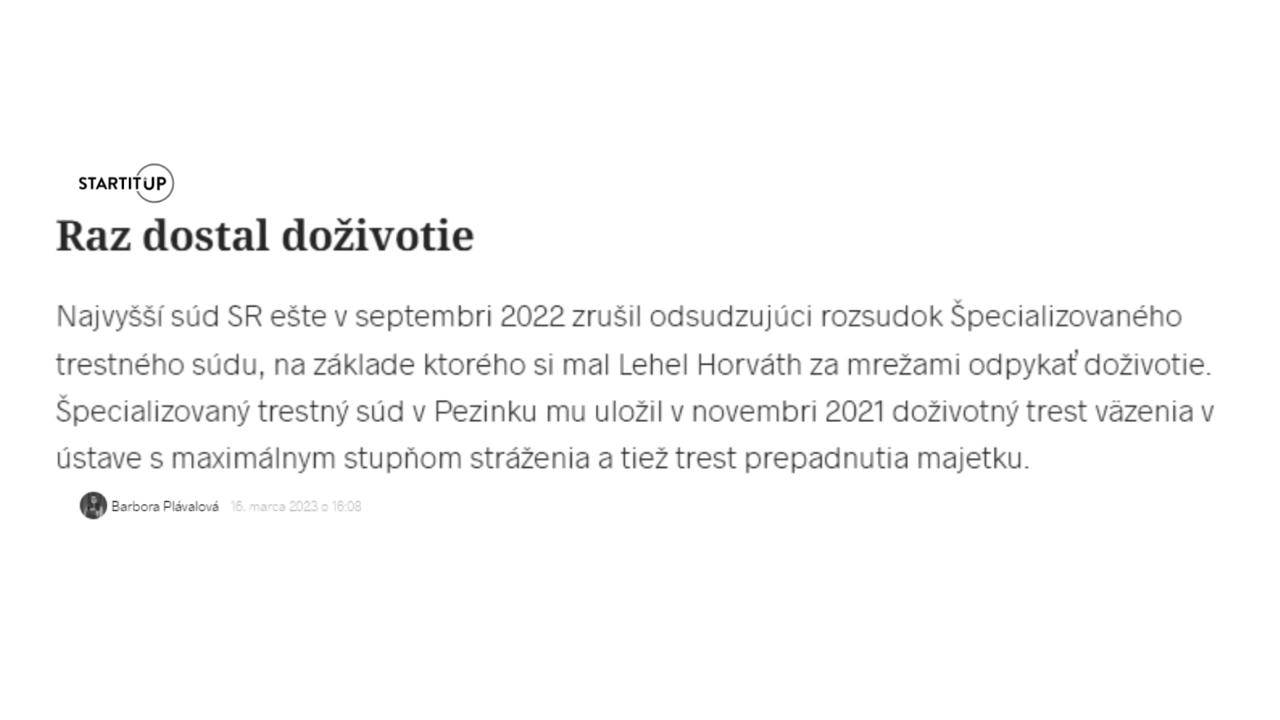 STARTITUP
Raz dostal doživotie
Najvyšší súd SR ešte v septembri 2022 zrušil odsudzujúci rozsudok Špecializovaného
trestného súdu, na základe ktorého si mal Lehel Horváth za mrežami odpykať doživotie.
Špecializovaný trestný súd v Pezinku mu uložil v novembri 2021 doživotný trest väzenia v
ústave s maximálnym stupňom stráženia a tiež trest prepadnutia majetku.
Barbora Plávalová 16. marca 2023 o 16:08